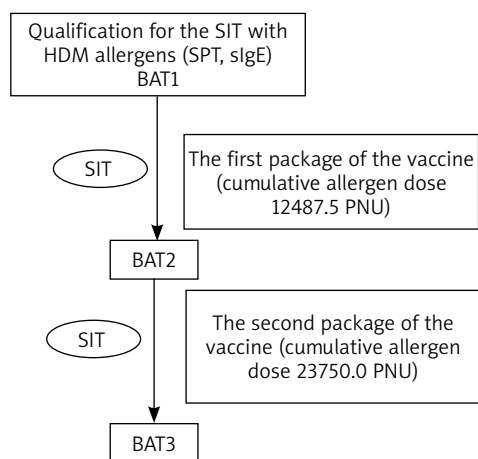 Qualification for the SIT with
HDM allergens (SPT, sIgE)
BAT1
SIT
The first package of the vaccine
(cumulative allergen dose
12487.5 PNU)
BAT2
SIT
The second package of the
vaccine (cumulative allergen
dose 23750.0 PNU)
BAT3